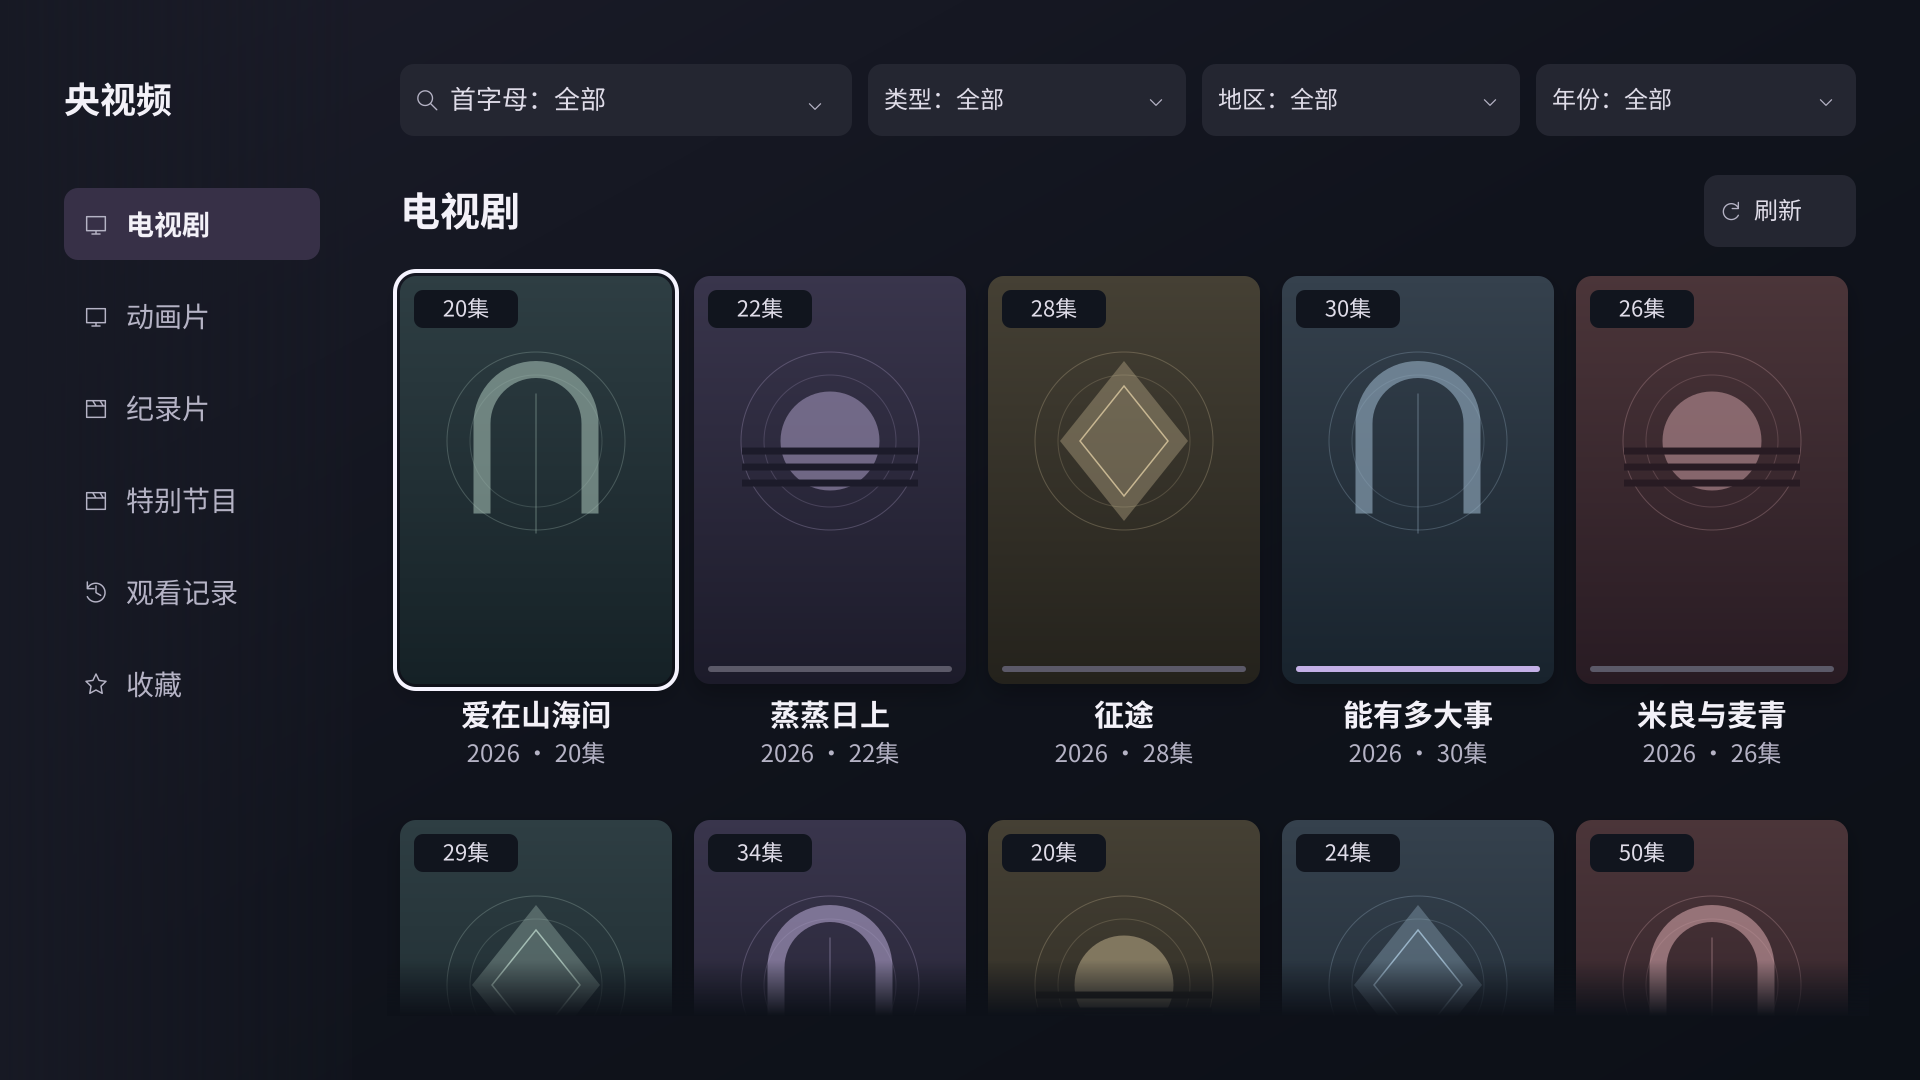 央视频
首字母：全部
类型：全部
地区：全部
年份：全部
电视剧
动画片
纪录片
特别节目
观看记录
收藏
电视剧
刷新
20集
22集
28集
30集
26集
爱在山海间
蒸蒸日上
征途
能有多大事
米良与麦青
2026 • 20集
2026 • 22集
2026 • 28集
2026 • 30集
2026 • 26集
29集
34集
20集
24集
50集